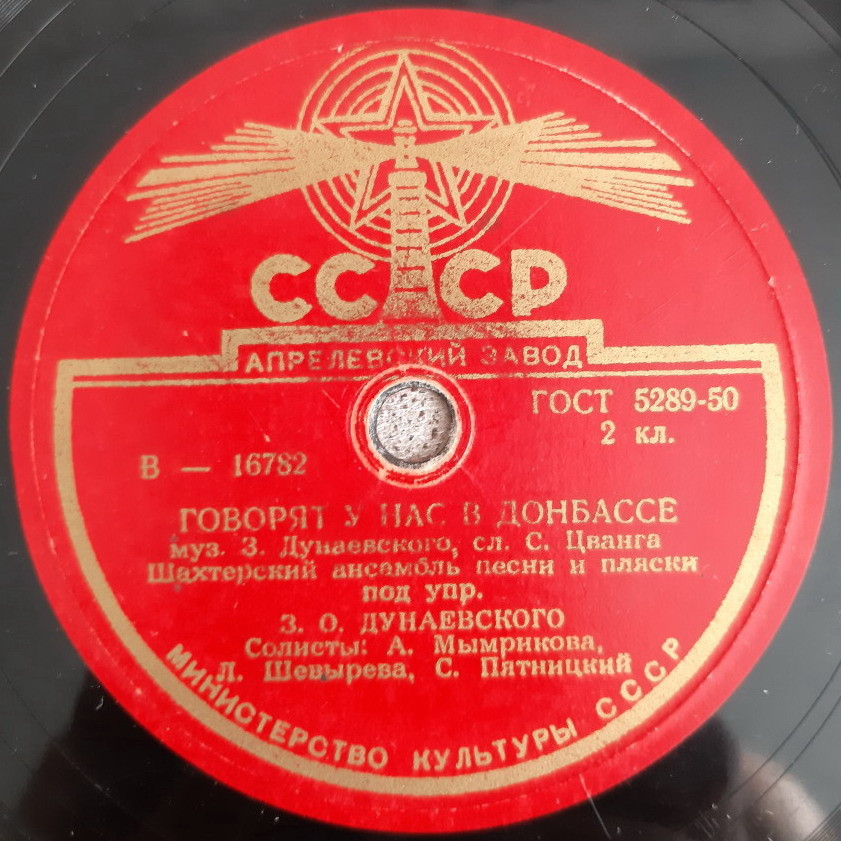 СССР
АПРЕЛЕВСКИЙ ЗАВОД
ГОСТ 5289-50
2 кл.
В — 16782
ГОВОРЯТ У НАС В ДОНБАССЕ
муз. З. Дунаевского, сл. С. Цванга
Шахтерский ансамбль песни и пляски
под упр.
З. О. ДУНАЕВСКОГО
Солисты: А. Мымрикова,
Л. Шевырева, С. Пятницкий
МИНИСТЕРСТВО КУЛЬТУРЫ СССР